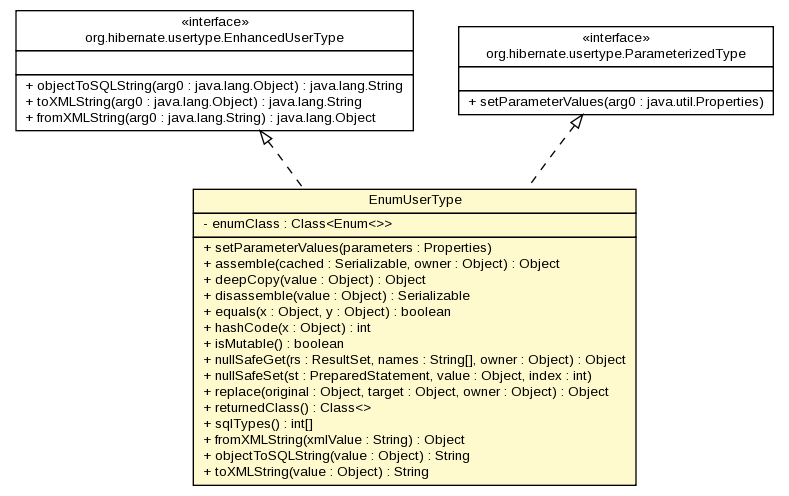 «interface»
org.hibernate.usertype.EnhancedUserType
+ objectToSQLString(arg0 : java.lang.Object) : java.lang.String
+ toXMLString(arg0 : java.lang.Object) : java.lang.String
+ fromXMLString(arg0 : java.lang.String) : java.lang.Object
«interface»
org.hibernate.usertype.ParameterizedType
+ setParameterValues(arg0 : java.util.Properties)
EnumUserType
- enumClass : Class<Enum<>>
+ setParameterValues(parameters : Properties)
+ assemble(cached : Serializable, owner : Object) : Object
+ deepCopy(value : Object) : Object
+ disassemble(value : Object) : Serializable
+ equals(x : Object, y : Object) : boolean
+ hashCode(x : Object) : int
+ isMutable() : boolean
+ nullSafeGet(rs : ResultSet, names : String[], owner : Object) : Object
+ nullSafeSet(st : PreparedStatement, value : Object, index : int)
+ replace(original : Object, target : Object, owner : Object) : Object
+ returnedClass() : Class<>
+ sqlTypes() : int[]
+ fromXMLString(xmlValue : String) : Object
+ objectToSQLString(value : Object) : String
+ toXMLString(value : Object) : String